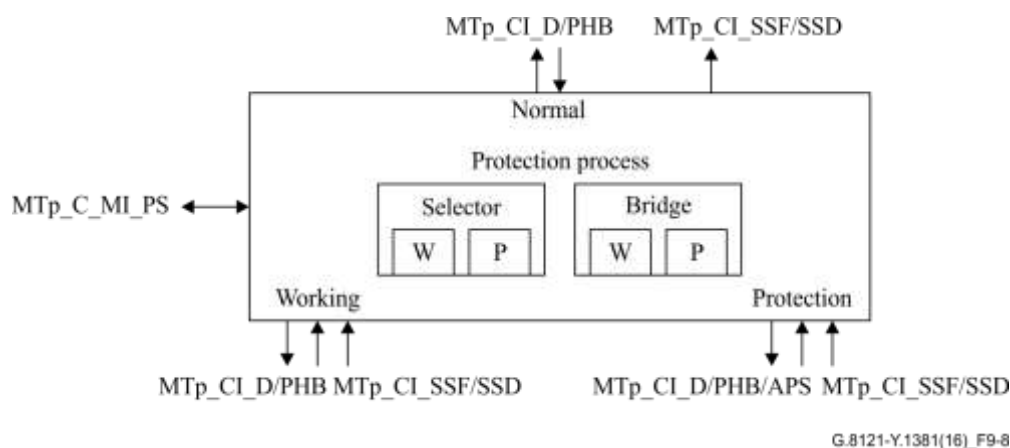 MTp_CI_D/PHB MTp_CI_SSF/SSD
Normal
Protection process
MTp_C_MI_PS
Selector Bridge
W P W P
Working Protection
MTp_CI_D/PHB MTp_CI_SSF/SSD MTp_CI_D/PHB/APS MTp_CI_SSF/SSD
G.8121-Y.1381(16)_F9-8